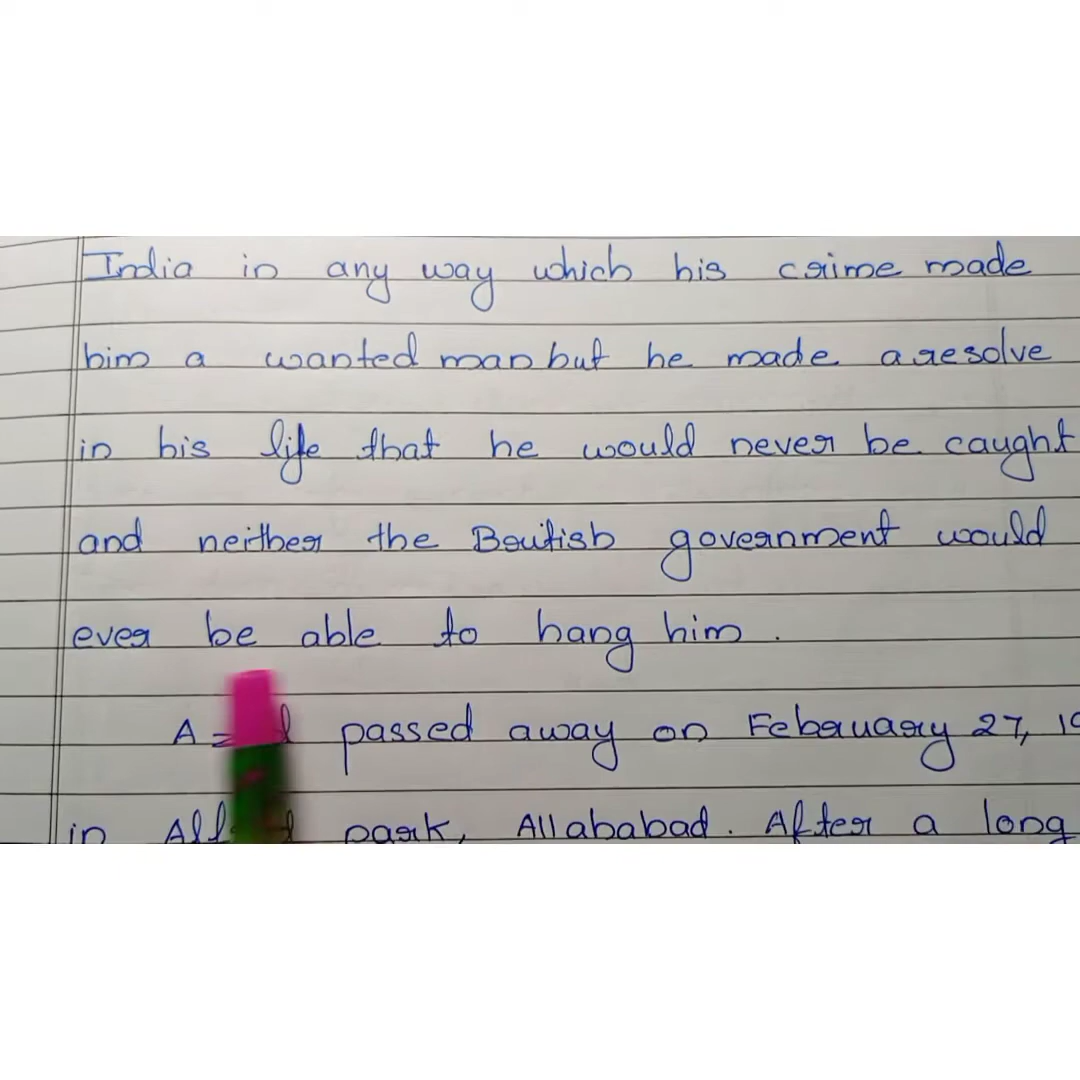 India in any way which his crime made
him a wanted man but he made a resolve
in his life that he would never be caught
and neither the British government would
ever be able to hang him.
passed away on February 27,
in park, Allahabad. After a long